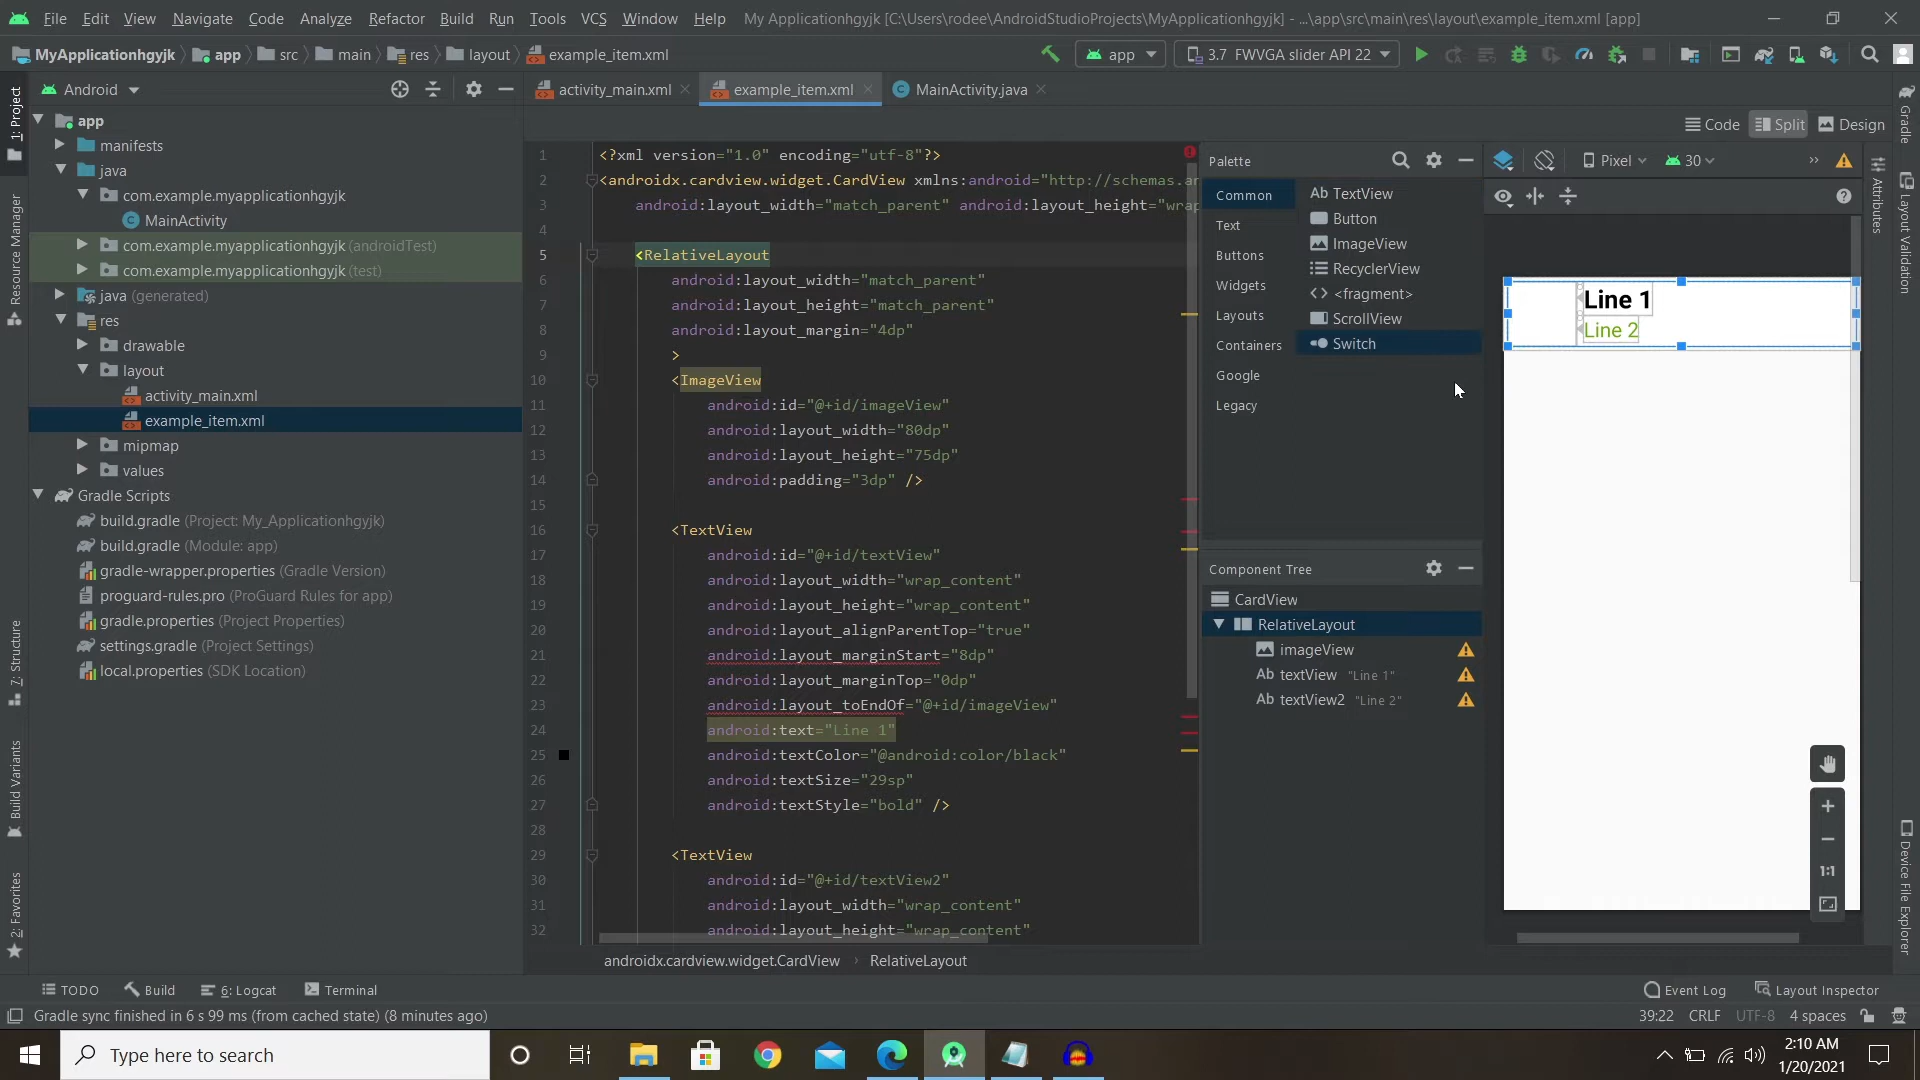 File Edit View Navigate Code Analyze Refactor Build Run Tools VCS Window Help My Applicationhgyjk [C:\Users\rodee\AndroidStudioProjects\MyApplicationhgyjk] - ...\app\src\main\res\layout\example_item.xml [app]
MyApplicationhgyjk app src main res layout example_item.xml app 3.7 FWVGA slider API 22
Android activity_main.xml example_item.xml MainActivity.java
Code Split Design
1: Project
Resource Manager
7: Structure
Build Variants
2: Favorites
app
manifests
java
com.example.myapplicationhgyjk
MainActivity
com.example.myapplicationhgyjk (androidTest)
com.example.myapplicationhgyjk (test)
java (generated)
res
drawable
layout
activity_main.xml
example_item.xml
mipmap
values
Gradle Scripts
build.gradle (Project: My_Applicationhgyjk)
build.gradle (Module: app)
gradle-wrapper.properties (Gradle Version)
proguard-rules.pro (ProGuard Rules for app)
gradle.properties (Project Properties)
settings.gradle (Project Settings)
local.properties (SDK Location)
1 <?xml version="1.0" encoding="utf-8"?>
2 <androidx.cardview.widget.CardView xmlns:android="http://schemas.an
3 android:layout_width="match_parent" android:layout_height="wrap
4
5 <RelativeLayout
6 android:layout_width="match_parent"
7 android:layout_height="match_parent"
8 android:layout_margin="4dp"
9 >
10 <ImageView
11 android:id="@+id/imageView"
12 android:layout_width="80dp"
13 android:layout_height="75dp"
14 android:padding="3dp" />
15
16 <TextView
17 android:id="@+id/textView"
18 android:layout_width="wrap_content"
19 android:layout_height="wrap_content"
20 android:layout_alignParentTop="true"
21 android:layout_marginStart="8dp"
22 android:layout_marginTop="0dp"
23 android:layout_toEndOf="@+id/imageView"
24 android:text="Line 1"
25 android:textColor="@android:color/black"
26 android:textSize="29sp"
27 android:textStyle="bold" />
28
29 <TextView
30 android:id="@+id/textView2"
31 android:layout_width="wrap_content"
32 android:layout_height="wrap_content"
androidx.cardview.widget.CardView › RelativeLayout
Palette
Common
Text
Buttons
Widgets
Layouts
Containers
Google
Legacy
Ab TextView
Button
ImageView
RecyclerView
<> <fragment>
ScrollView
Switch
Component Tree
CardView
RelativeLayout
imageView
Ab textView "Line 1"
Ab textView2 "Line 2"
Pixel 30 »
Line 1
Line 2
1:1
Gradle
Layout Validation
Attributes
Device File Explorer
TODO Build 6: Logcat Terminal Event Log Layout Inspector
Gradle sync finished in 6 s 99 ms (from cached state) (8 minutes ago) 39:22 CRLF UTF-8 4 spaces
Type here to search
2:10 AM
1/20/2021